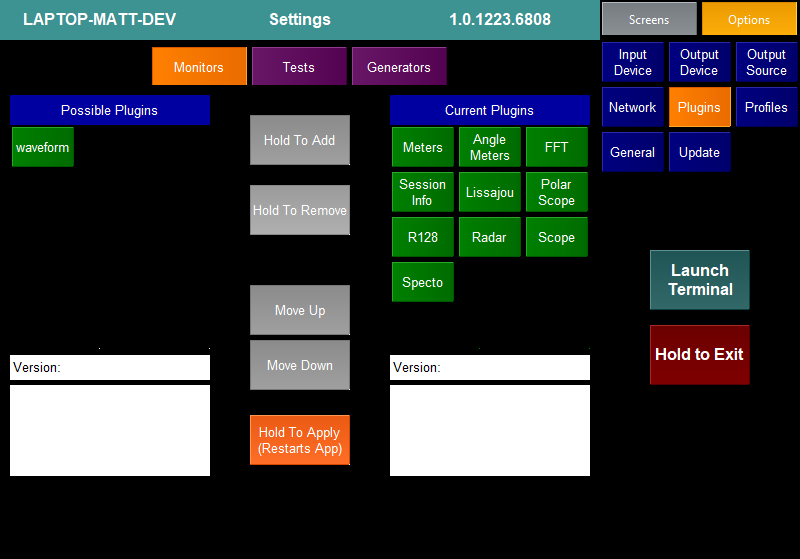 LAPTOP-MATT-DEV Settings 1.0.1223.6808
Screens Options
Monitors Tests Generators
Input Device
Output Device
Output Source
Network Plugins Profiles
General Update
Possible Plugins
waveform
Hold To Add
Hold To Remove
Move Up
Move Down
Hold To Apply
(Restarts App)
Current Plugins
Meters
Angle Meters
FFT
Session Info
Lissajou
Polar Scope
R128 Radar Scope
Specto
Version:
Version:
Launch
Terminal
Hold to Exit